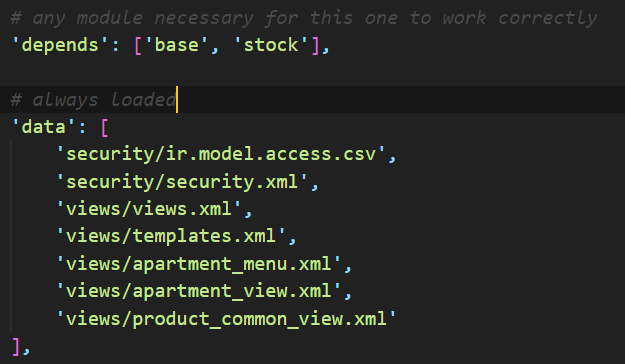 # any module necessary for this one to work correctly
'depends': ['base', 'stock'],
# always loaded
'data': [
'security/ir.model.access.csv',
'security/security.xml',
'views/views.xml',
'views/templates.xml',
'views/apartment_menu.xml',
'views/apartment_view.xml',
'views/product_common_view.xml'
],